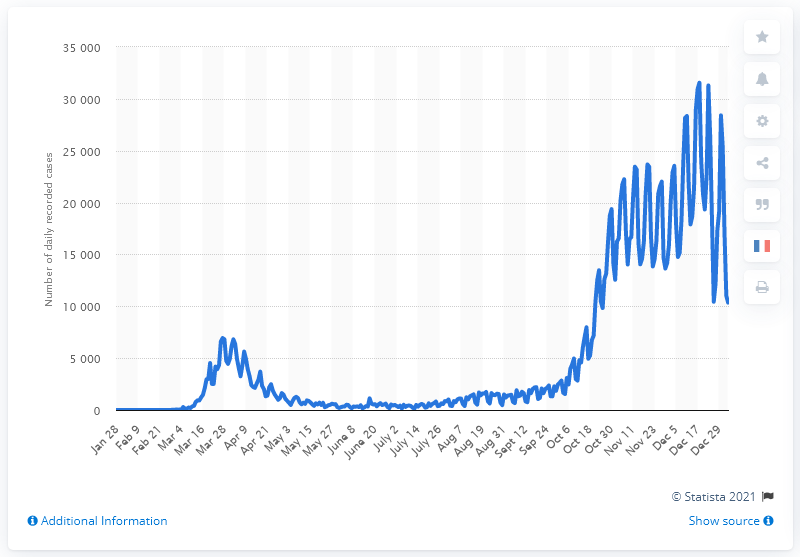 35 000
30 000
25 000
20 000
15 000
10 000
5 000
0
Number of daily recorded cases
Jan 28
Feb 9
Feb 21
Mar 4
Mar 16
Mar 28
Apr 9
Apr 21
May 3
May 15
May 27
June 8
June 20
July 2
July 14
July 26
Aug 7
Aug 19
Aug 31
Sept 12
Sep 24
Oct 6
Oct 18
Oct 30
Nov 11
Nov 23
Dec 5
Dec 17
Dec 29
© Statista 2021
Additional Information
Show source